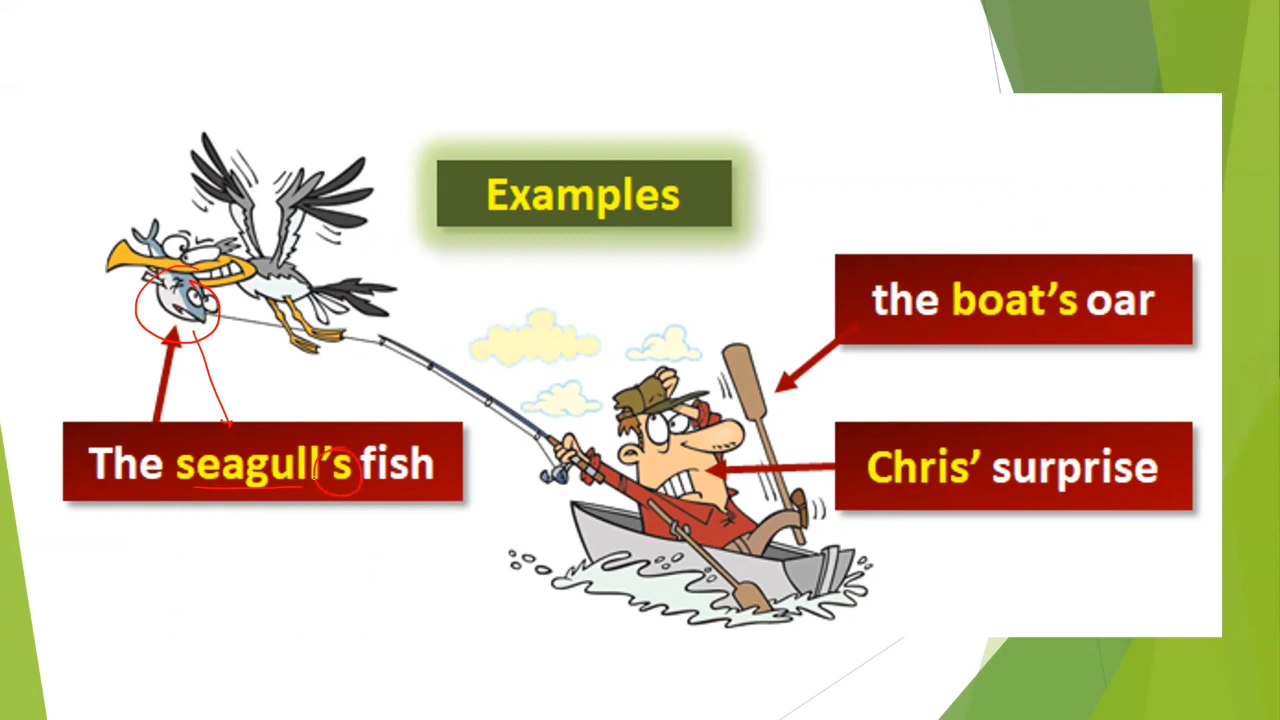 Examples
the boat's oar
The seagull's fish
Chris' surprise